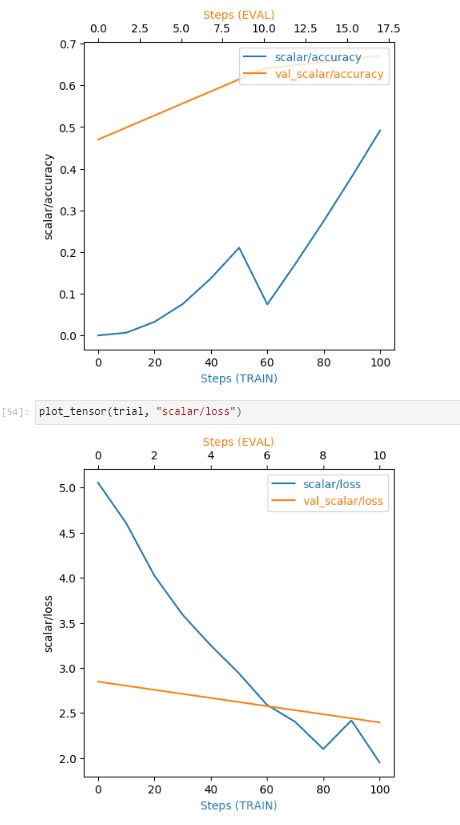 Steps (EVAL)
0.0 2.5 5.0 7.5 10.0 12.5 15.0 17.5
0.7
scalar/accuracy
val_scalar/accuracy
0.6
0.5
0.4
0.3
0.2
0.1
0.0
scalar/accuracy
0 20 40 60 80 100
Steps (TRAIN)
[54]: plot_tensor(trial, "scalar/loss")
Steps (EVAL)
0 2 4 6 8 10
scalar/loss
val_scalar/loss
5.0
4.5
4.0
3.5
3.0
2.5
2.0
scalar/loss
0 20 40 60 80 100
Steps (TRAIN)